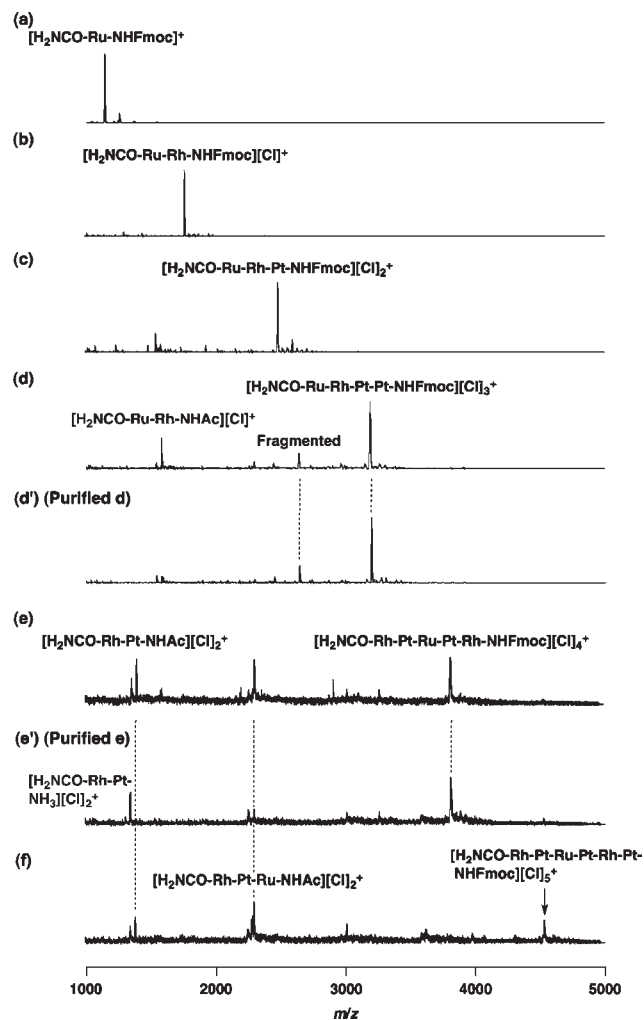 (a)
[H₂NCO-Ru-NHFmoc]⁺
(b)
[H₂NCO-Ru-Rh-NHFmoc][Cl]⁺
(c)
[H₂NCO-Ru-Rh-Pt-NHFmoc][Cl]₂⁺
(d)
[H₂NCO-Ru-Rh-Pt-Pt-NHFmoc][Cl]₃⁺
[H₂NCO-Ru-Rh-NHAc][Cl]⁺
Fragmented
(d') (Purified d)
(e)
[H₂NCO-Rh-Pt-NHAc][Cl]₂⁺
[H₂NCO-Rh-Pt-Ru-Pt-Rh-NHFmoc][Cl]₄⁺
(e') (Purified e)
[H₂NCO-Rh-Pt-
NH₃][Cl]₂⁺
(f)
[H₂NCO-Rh-Pt-Ru-Pt-Rh-Pt-
NHFmoc][Cl]₅⁺
[H₂NCO-Rh-Pt-Ru-NHAc][Cl]₂⁺
1000 2000 3000 4000 5000
m/z